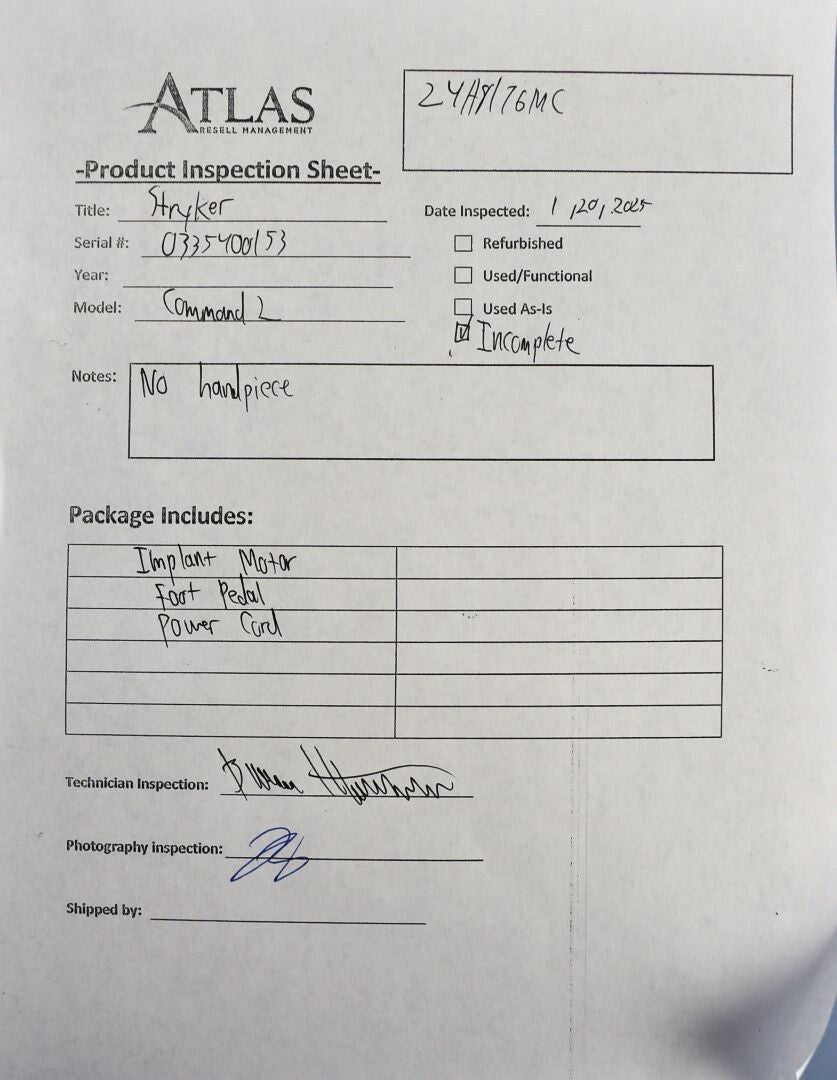 ATLAS
RESELL MANAGEMENT
24A8176MC
-Product Inspection Sheet-
Title: Stryker
Date Inspected: 1 /20/ 2025
Serial #: 0335400153
Refurbished
Year:
Used/Functional
Model: Command 2
Used As-Is
Incomplete
Notes: No handpiece
Package Includes:
Implant Motor
Foot Pedal
Power Cord
Technician Inspection:
Photography inspection:
Shipped by: